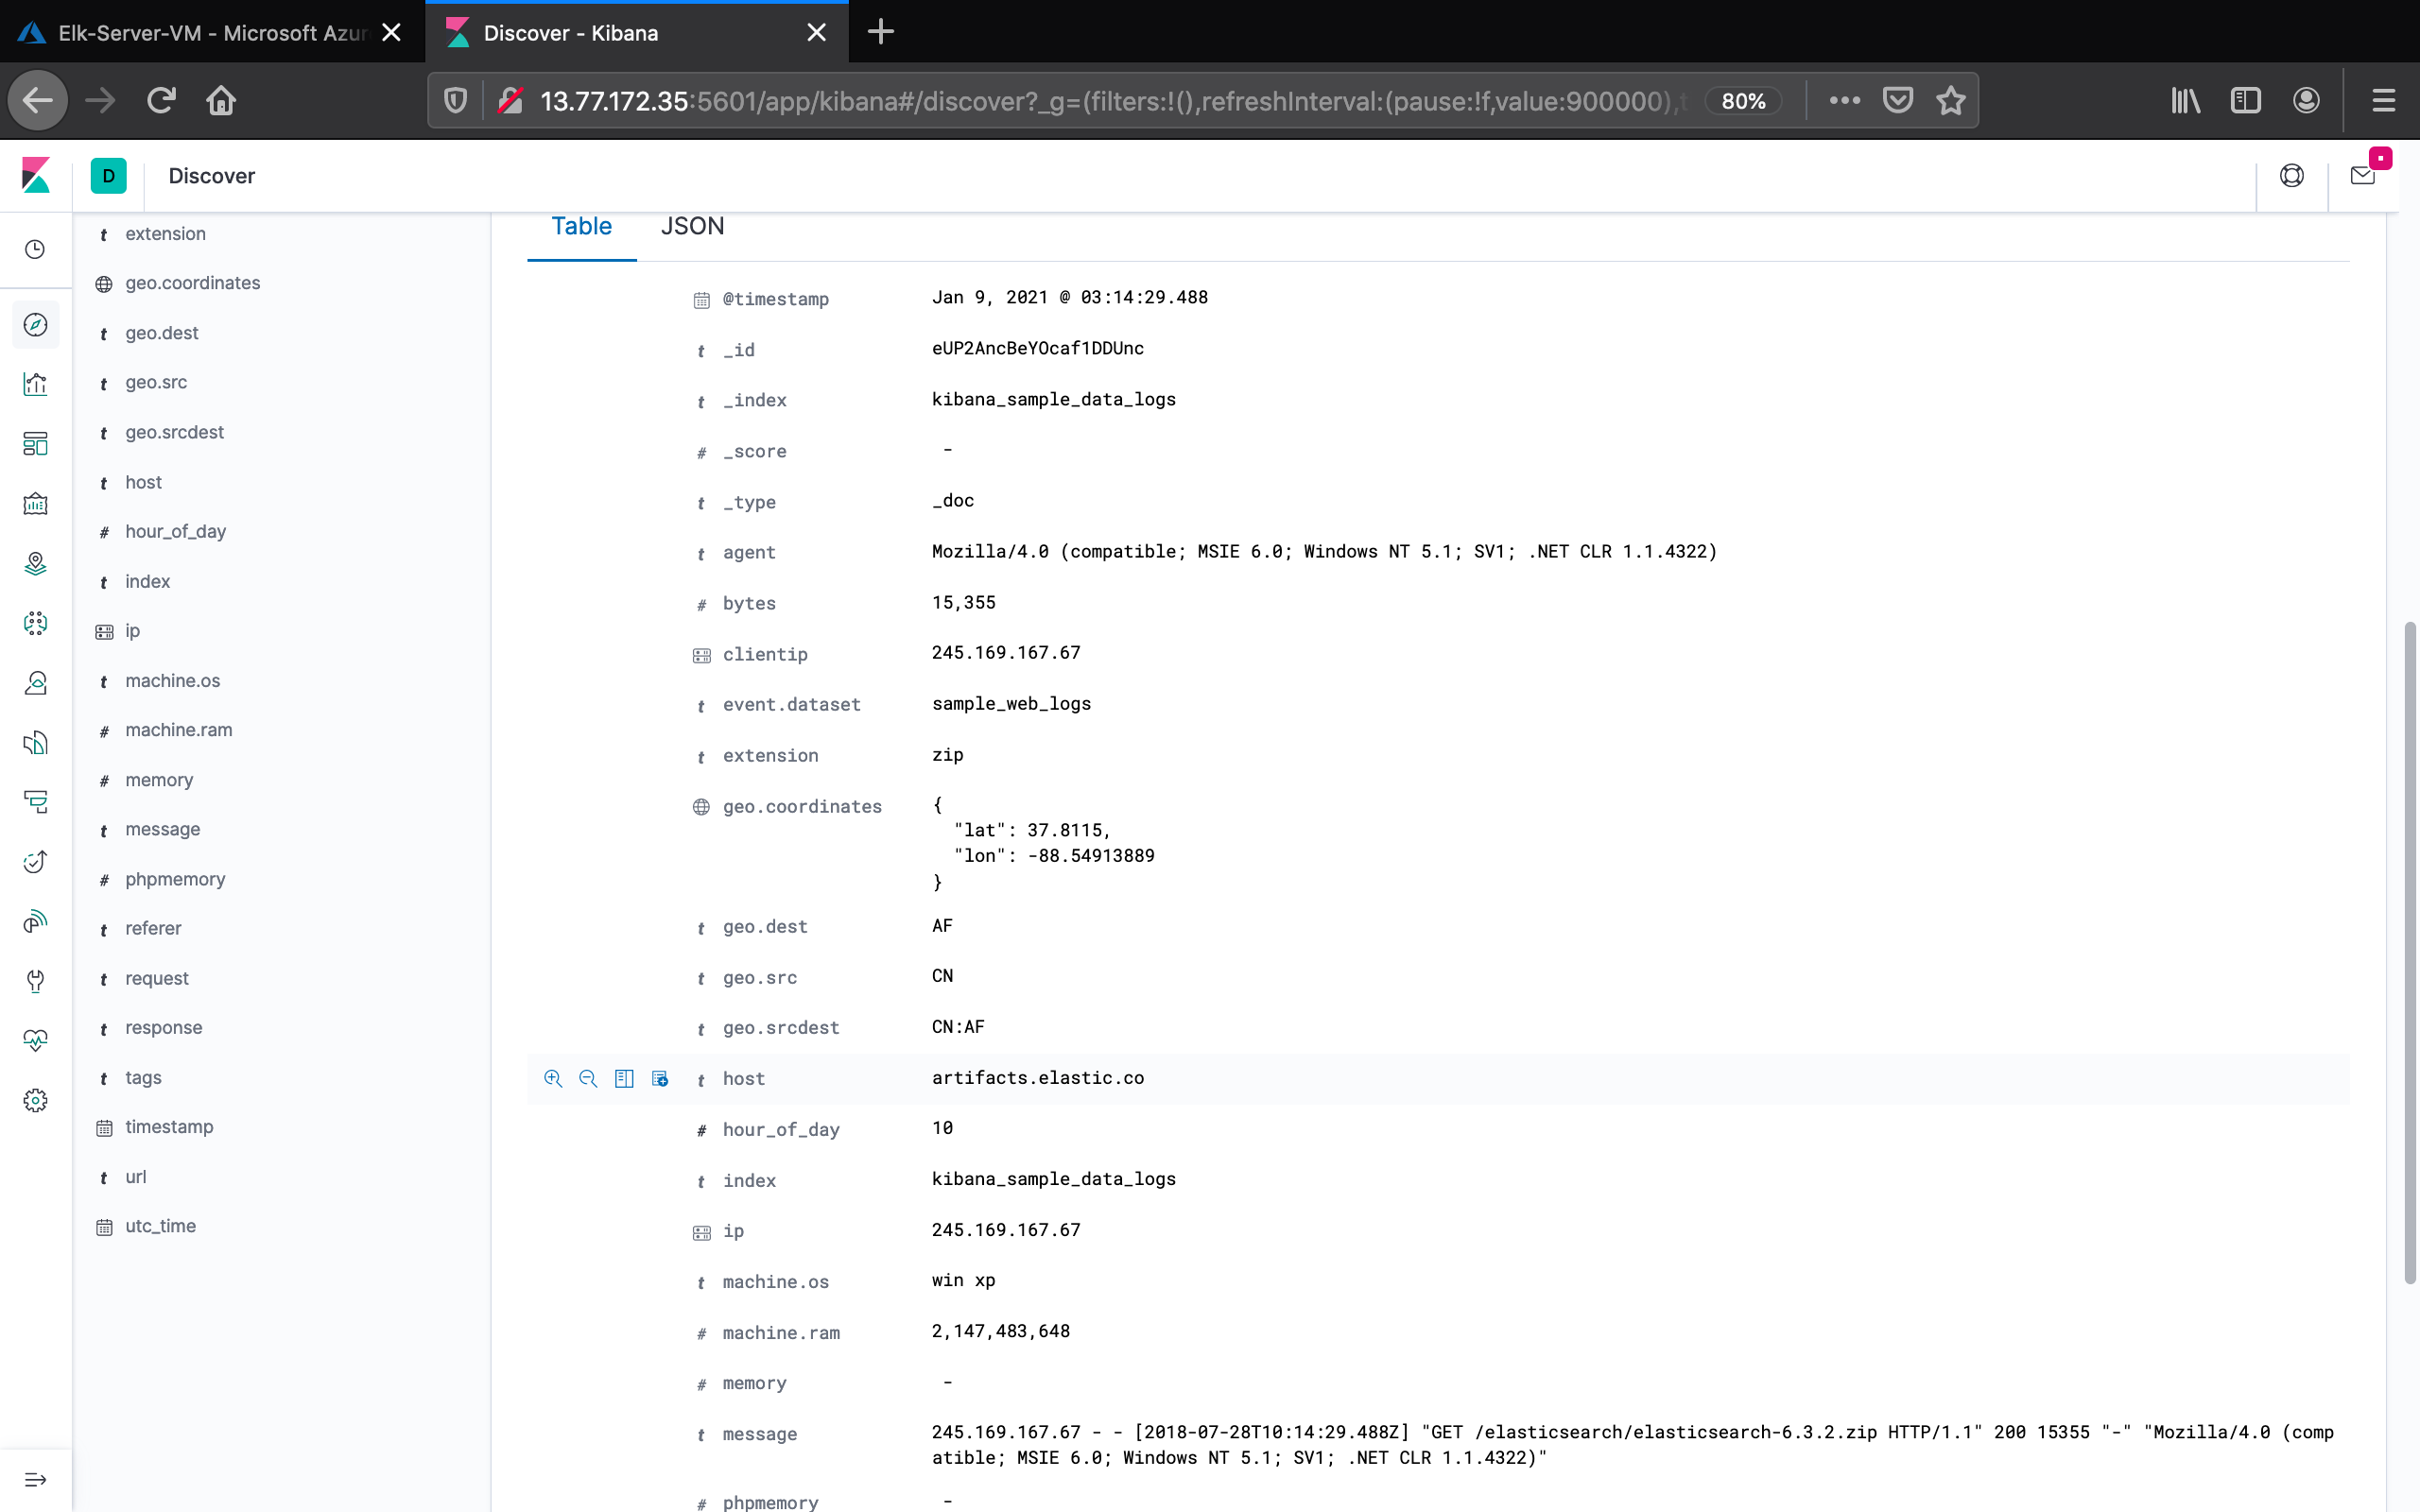 Elk-Server-VM - Microsoft Azur
Discover - Kibana
13.77.172.35:5601/app/kibana#/discover?_g=(filters:!(),refreshInterval:(pause:!f,value:900000),t
80%
D
Discover
extension
geo.coordinates
geo.dest
geo.src
geo.srcdest
host
hour_of_day
index
ip
machine.os
machine.ram
memory
message
phpmemory
referer
request
response
tags
timestamp
url
utc_time
Table JSON
@timestamp Jan 9, 2021 @ 03:14:29.488
t _id eUP2AncBeYOcaf1DDUnc
t _index kibana_sample_data_logs
# _score -
t _type _doc
t agent Mozilla/4.0 (compatible; MSIE 6.0; Windows NT 5.1; SV1; .NET CLR 1.1.4322)
# bytes 15,355
clientip 245.169.167.67
t event.dataset sample_web_logs
t extension zip
geo.coordinates {
"lat": 37.8115,
"lon": -88.54913889
}
t geo.dest AF
t geo.src CN
t geo.srcdest CN:AF
t host artifacts.elastic.co
# hour_of_day 10
t index kibana_sample_data_logs
ip 245.169.167.67
t machine.os win xp
# machine.ram 2,147,483,648
# memory -
t message 245.169.167.67 - - [2018-07-28T10:14:29.488Z] "GET /elasticsearch/elasticsearch-6.3.2.zip HTTP/1.1" 200 15355 "-" "Mozilla/4.0 (comp
atible; MSIE 6.0; Windows NT 5.1; SV1; .NET CLR 1.1.4322)"
# phpmemory -